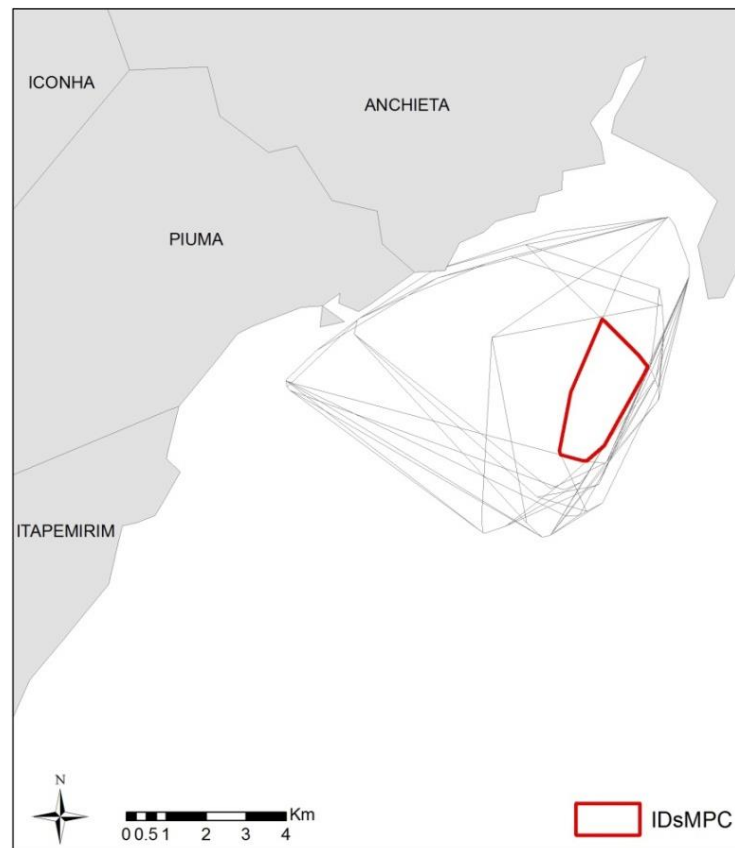 ICONHA
ANCHIETA
PIUMA
ITAPEMIRIM
N
Km
0 0.5 1 2 3 4
IDsMPC